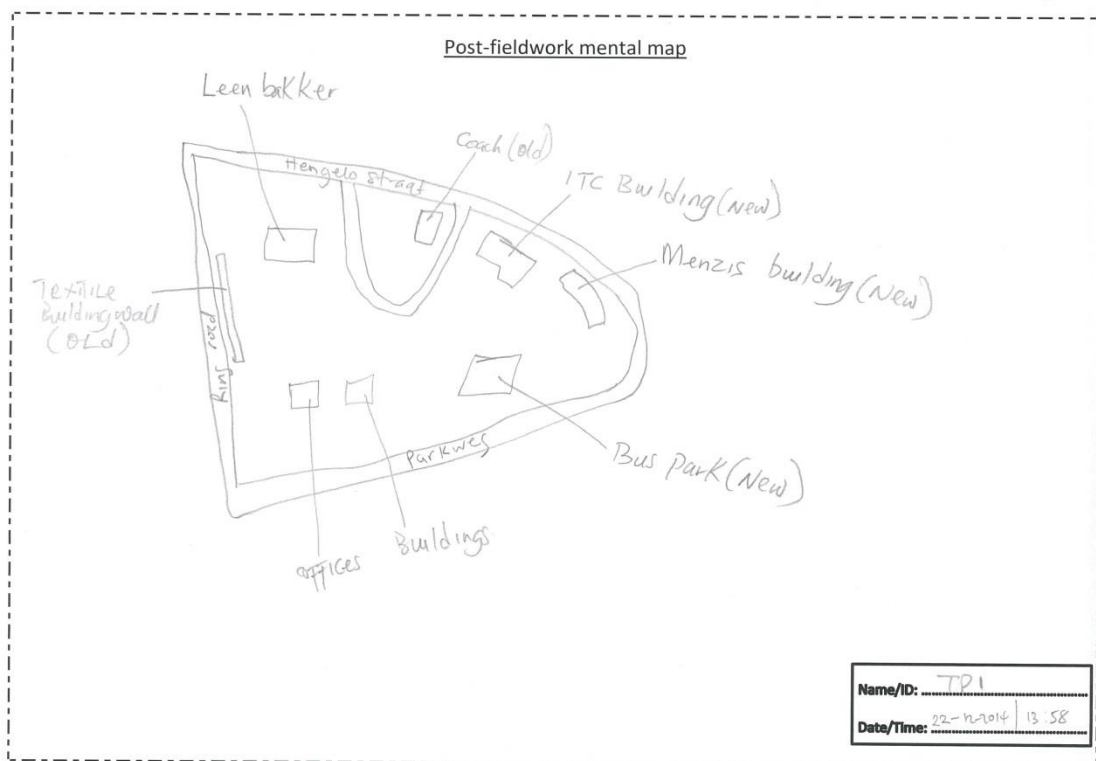 Post-fieldwork mental map
Leen bakker
Coach (old)
Hengelo Straat
ITC Building (New)
Menzis building (New)
Textile
Building wall
(OLd)
Ring road
Parkweg
Bus Park (New)
Buildings
offices
Name/ID: TP1
Date/Time: 22-12-2014 | 13:58